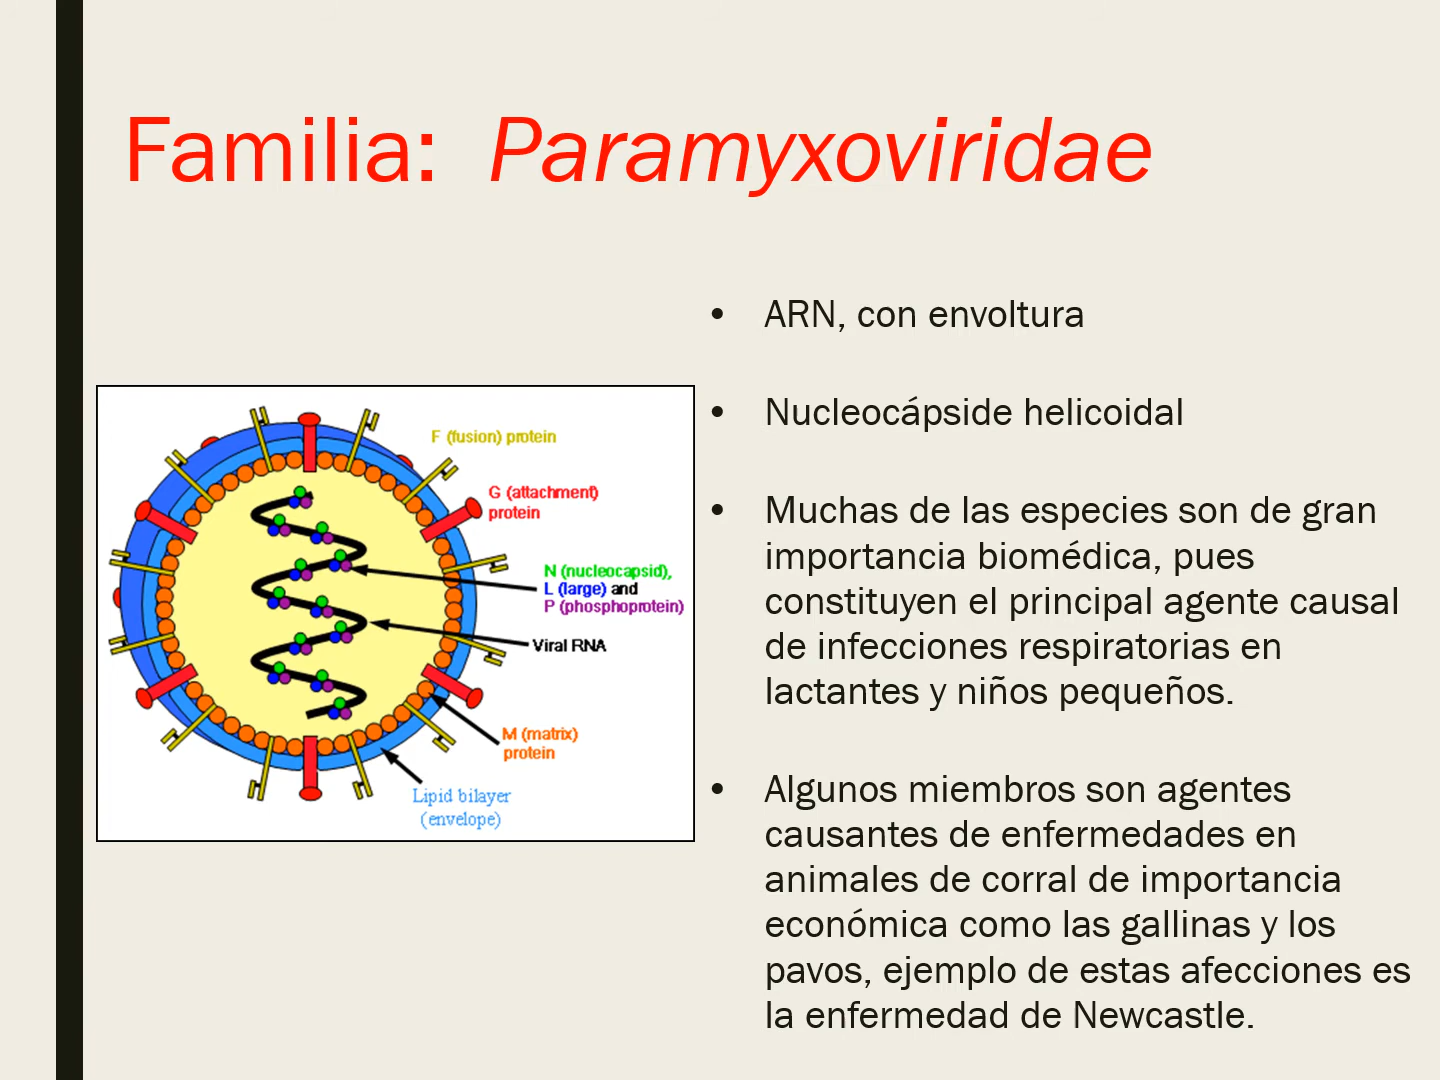 Familia: Paramyxoviridae
F (fusion) protein
G (attachment)
protein
N (nucleocapsid),
L (large) and
P (phosphoprotein)
Viral RNA
M (matrix)
protein
Lipid bilayer
(envelope)
• ARN, con envoltura
• Nucleocápside helicoidal
• Muchas de las especies son de gran
importancia biomédica, pues
constituyen el principal agente causal
de infecciones respiratorias en
lactantes y niños pequeños.
• Algunos miembros son agentes
causantes de enfermedades en
animales de corral de importancia
económica como las gallinas y los
pavos, ejemplo de estas afecciones es
la enfermedad de Newcastle.